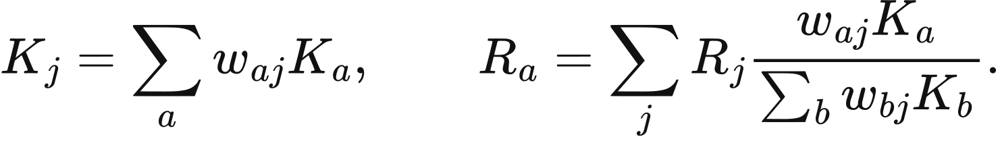 K_j = \sum_a w_{aj} K_a, \qquad R_a = \sum_j R_j \frac{w_{aj} K_a}{\sum_b w_{bj} K_b}.